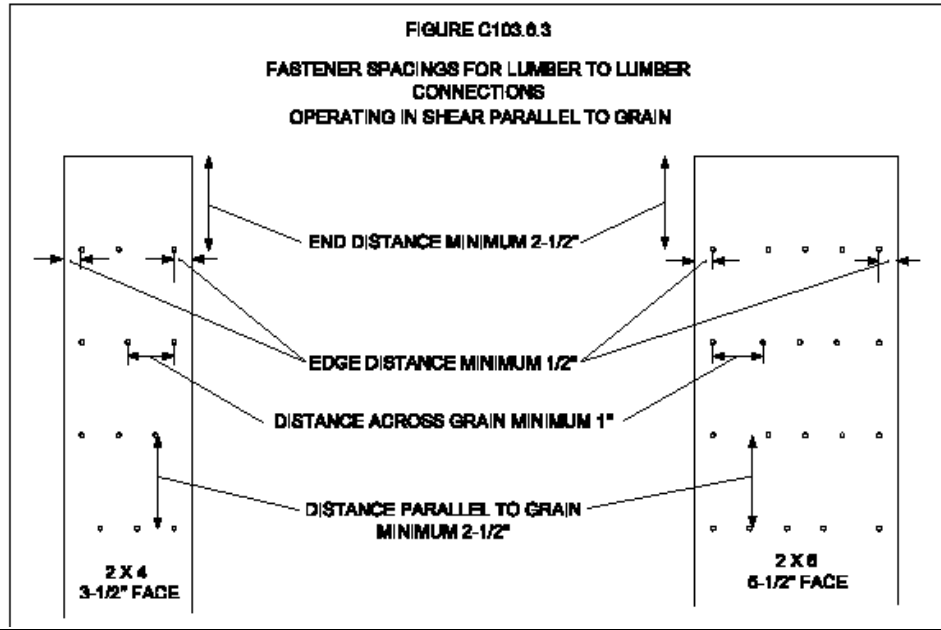 FIGURE C103.6.3
FASTENER SPACINGS FOR LUMBER TO LUMBER
CONNECTIONS
OPERATING IN SHEAR PARALLEL TO GRAIN
END DISTANCE MINIMUM 2-1/2"
EDGE DISTANCE MINIMUM 1/2"
DISTANCE ACROSS GRAIN MINIMUM 1"
DISTANCE PARALLEL TO GRAIN
MINIMUM 2-1/2"
2 X 4
3-1/2" FACE
2 X 6
5-1/2" FACE